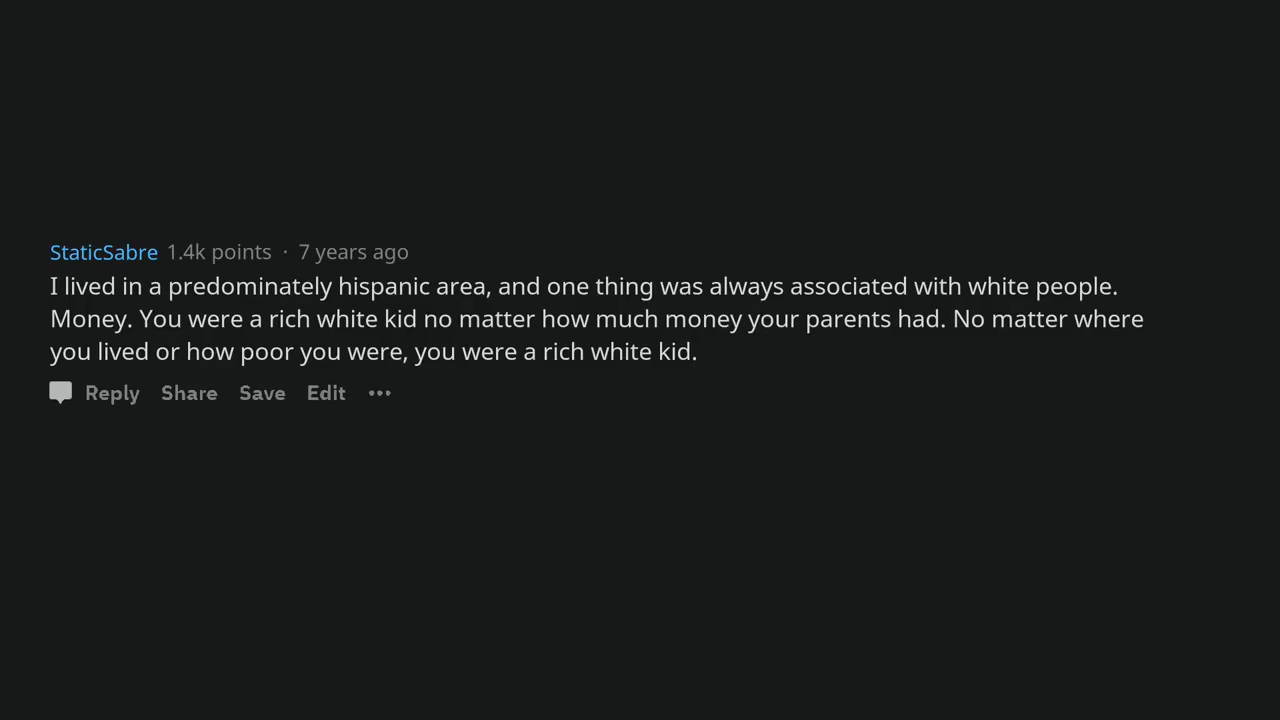 StaticSabre 1.4k points · 7 years ago
I lived in a predominately hispanic area, and one thing was always associated with white people.
Money. You were a rich white kid no matter how much money your parents had. No matter where
you lived or how poor you were, you were a rich white kid.
Reply Share Save Edit •••